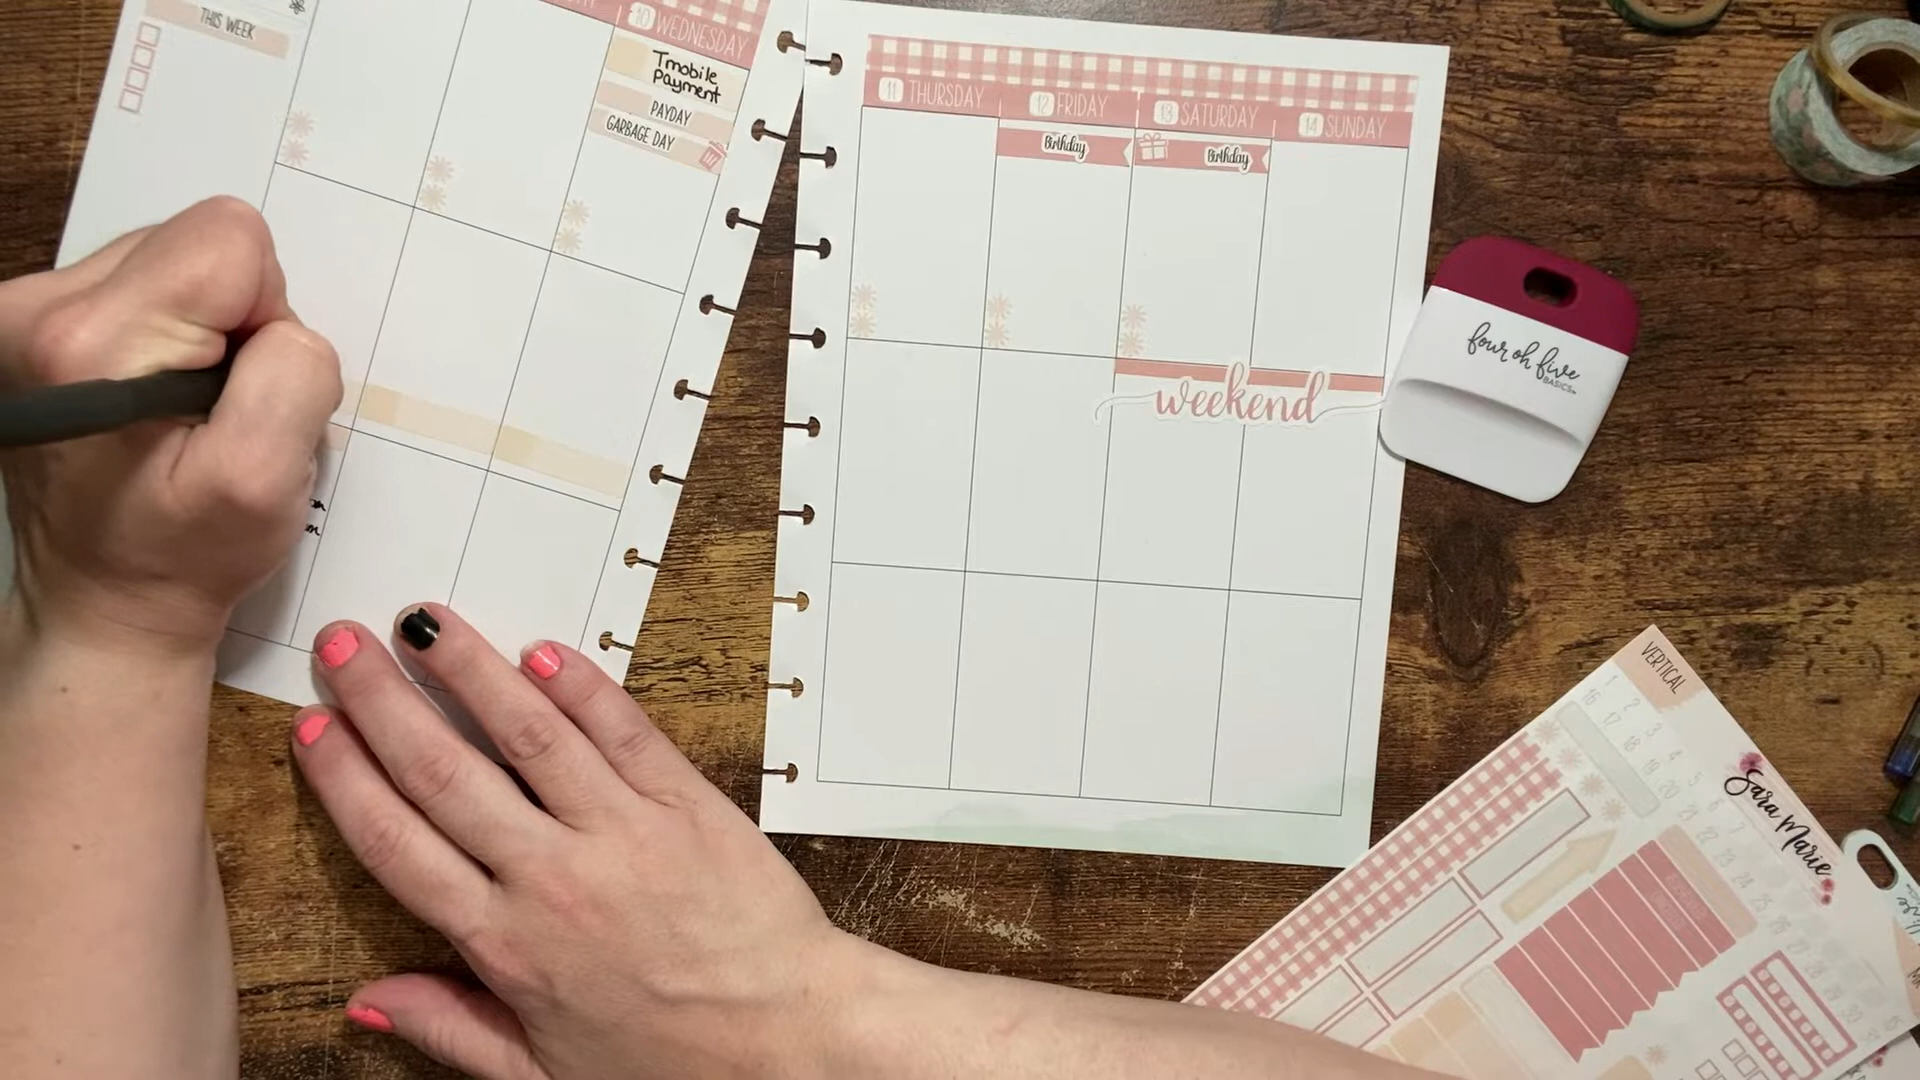 THIS WEEK
10 WEDNESDAY
Tmobile
payment
PAYDAY
GARBAGE DAY
11 THURSDAY
12 FRIDAY
13 SATURDAY
14 SUNDAY
Birthday
Birthday
weekend
four oh five
BASICS
VERTICAL
Sara Marie